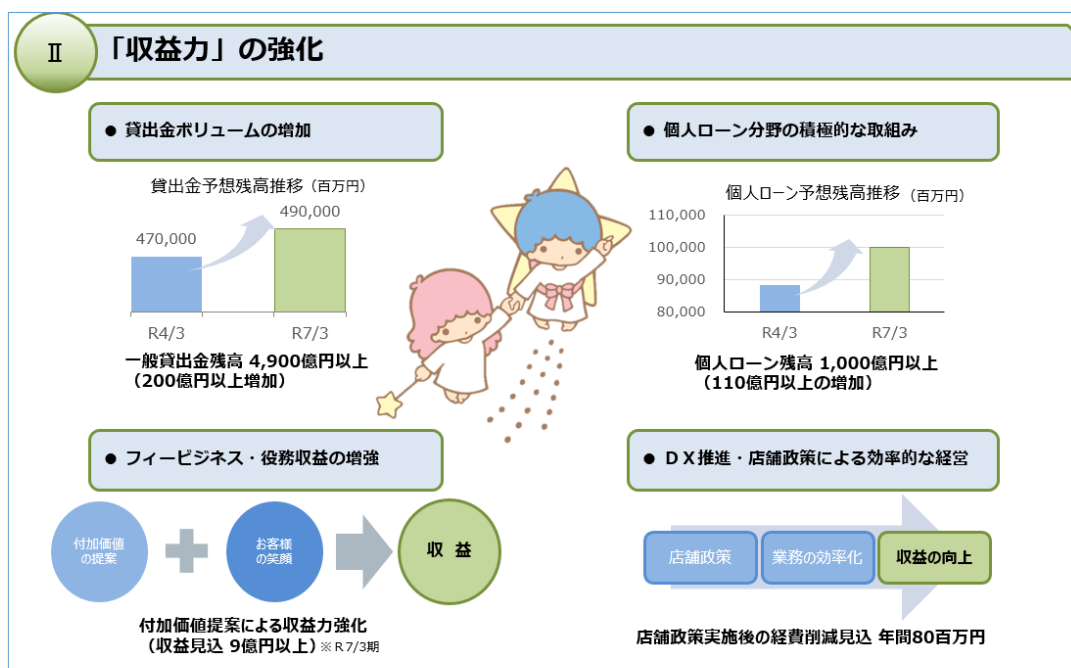 Ⅱ
「収益力」の強化
● 貸出金ボリュームの増加
貸出金予想残高推移（百万円）
470,000
490,000
R4/3
R7/3
一般貸出金残高 4,900億円以上
（200億円以上増加）
● 個人ローン分野の積極的な取組み
個人ローン予想残高推移（百万円）
110,000
100,000
90,000
80,000
R4/3
R7/3
個人ローン残高 1,000億円以上
（110億円以上の増加）
● フィービジネス・役務収益の増強
付加価値
の提案
お客様
の笑顔
収 益
付加価値提案による収益力強化
（収益見込 9億円以上）※R7/3期
● ＤＸ推進・店舗政策による効率的な経営
店舗政策
業務の効率化
収益の向上
店舗政策実施後の経費削減見込 年間80百万円